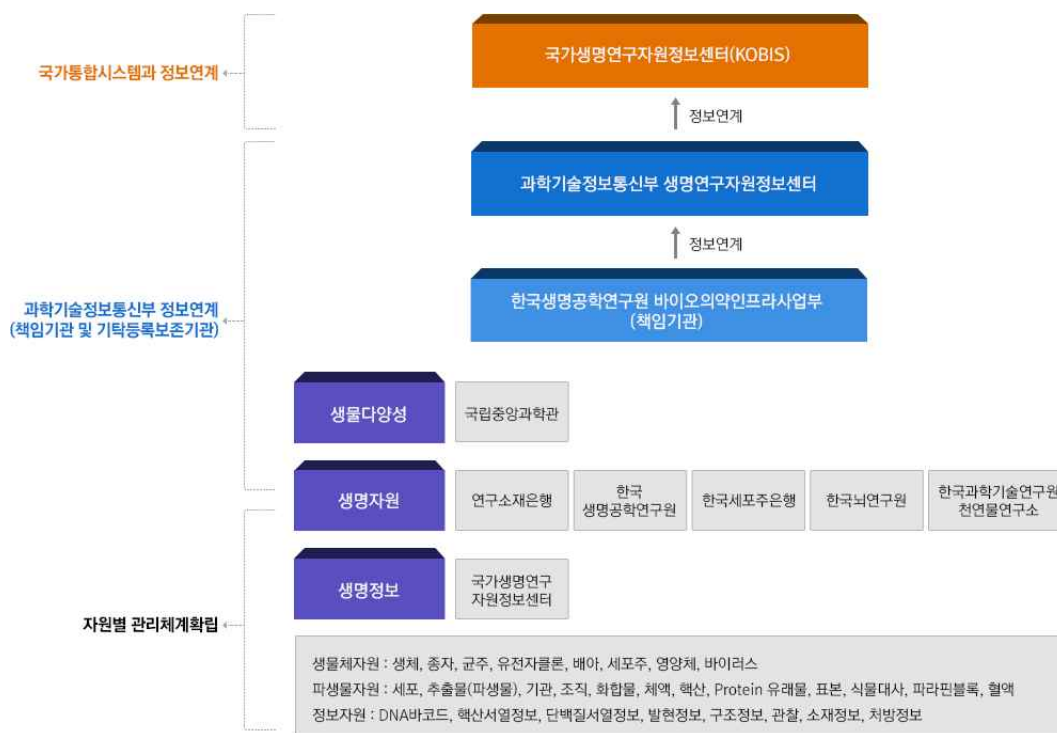 국가통합시스템과 정보연계
국가생명연구자원정보센터(KOBIS)
정보연계
과학기술정보통신부 생명연구자원정보센터
정보연계
과학기술정보통신부 정보연계
(책임기관 및 기탁등록보존기관)
한국생명공학연구원 바이오의약인프라사업부
(책임기관)
생물다양성
국립중앙과학관
생명자원
연구소재은행
한국
생명공학연구원
한국세포주은행
한국뇌연구원
한국과학기술연구원
천연물연구소
생명정보
국가생명연구
자원정보센터
자원별 관리체계확립
생물체자원 : 생체, 종자, 균주, 유전자클론, 배아, 세포주, 영양체, 바이러스
파생물자원 : 세포, 추출물(파생물), 기관, 조직, 화합물, 체액, 핵산, Protein 유래물, 표본, 식물대사, 파라핀블록, 혈액
정보자원 : DNA바코드, 핵산서열정보, 단백질서열정보, 발현정보, 구조정보, 관찰, 소재정보, 처방정보